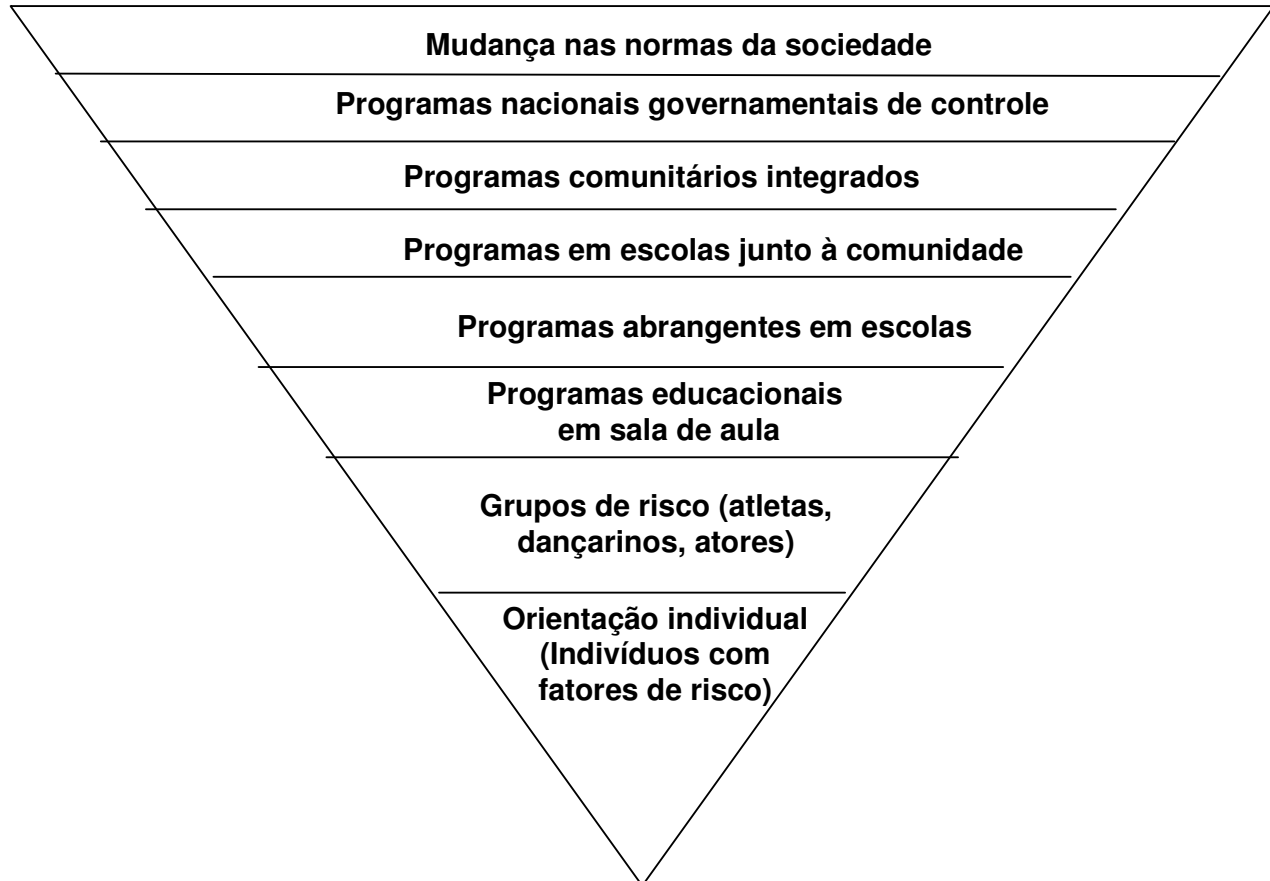 Mudança nas normas da sociedade
Programas nacionais governamentais de controle
Programas comunitários integrados
Programas em escolas junto à comunidade
Programas abrangentes em escolas
Programas educacionais
em sala de aula
Grupos de risco (atletas,
dançarinos, atores)
Orientação individual
(Indivíduos com
fatores de risco)